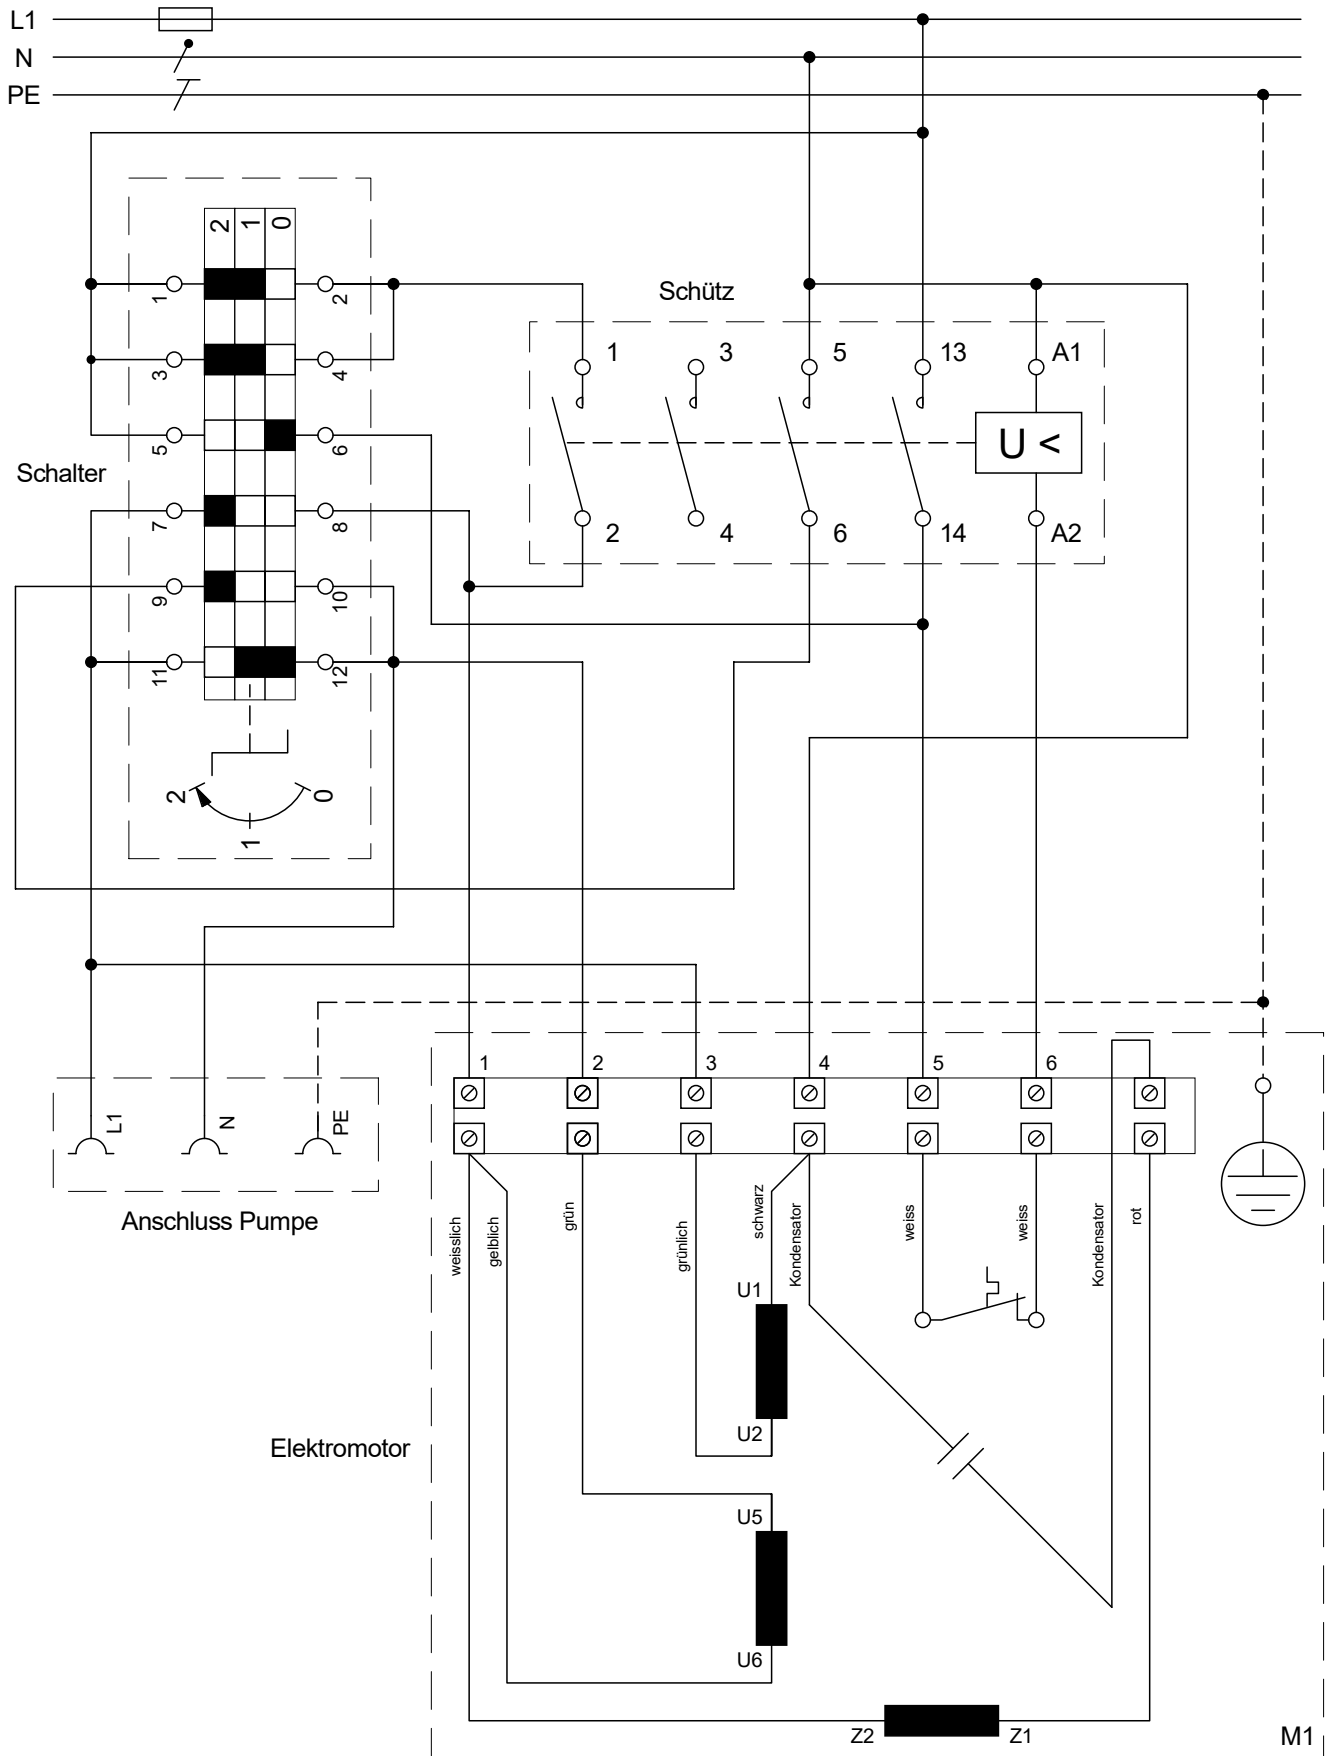 L1
N
PE
2 1 0
1 2
3 4
5 6
7 8
9 10
11 12
Schalter
2 1 0
Schütz
1 3 5 13 A1
U <
2 4 6 14 A2
L1 N PE
Anschluss Pumpe
1 2 3 4 5 6
weisslich
gelblich
grün
grünlich
schwarz
Kondensator
weiss
weiss
Kondensator
rot
U1
U2
Elektromotor
U5
U6
Z2 Z1
M1